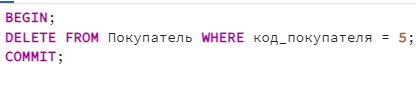 BEGIN;
DELETE FROM Покупатель WHERE код_покупателя = 5;
COMMIT;